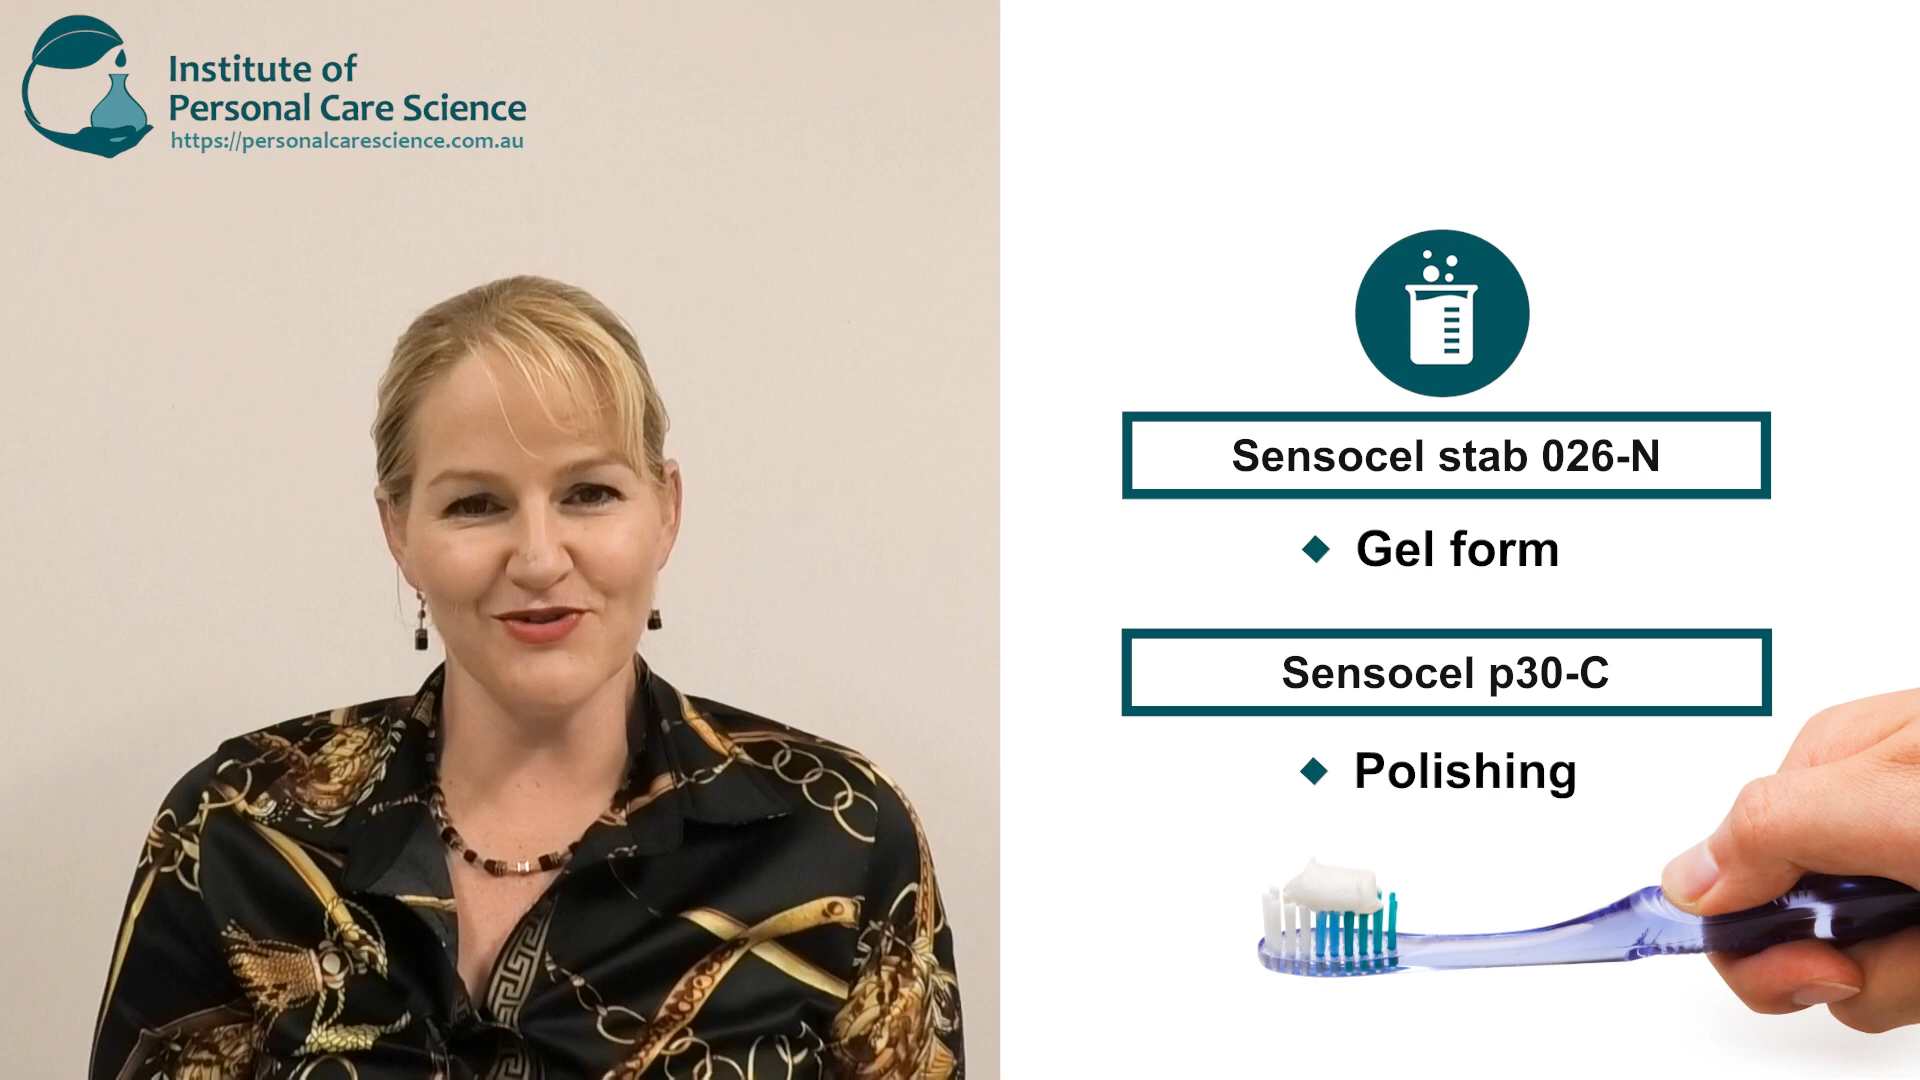 Institute of
Personal Care Science
https://personalcarescience.com.au
Sensocel stab 026-N
Gel form
Sensocel p30-C
Polishing